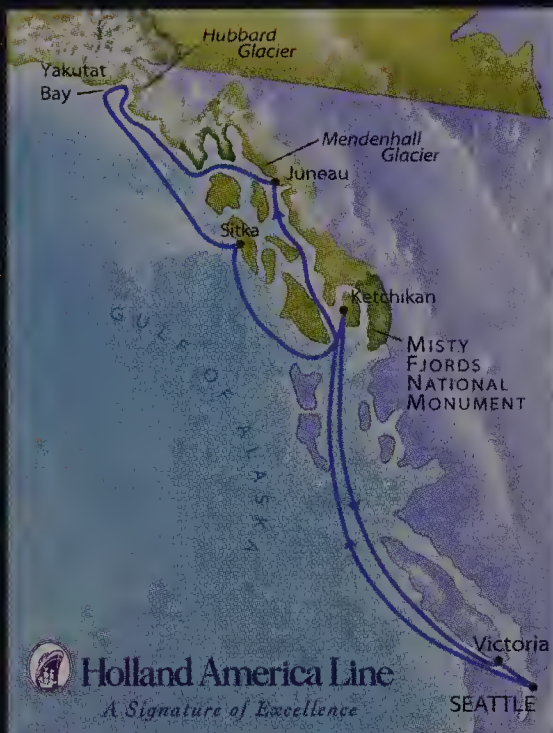 Hubbard
Glacier
Yakutat
Bay
Mendenhall
Glacier
Juneau
Sitka
Ketchikan
MISTY
FJORDS
NATIONAL
MONUMENT
GULF OF ALASKA
Victoria
SEATTLE
Holland America Line
A Signature of Excellence